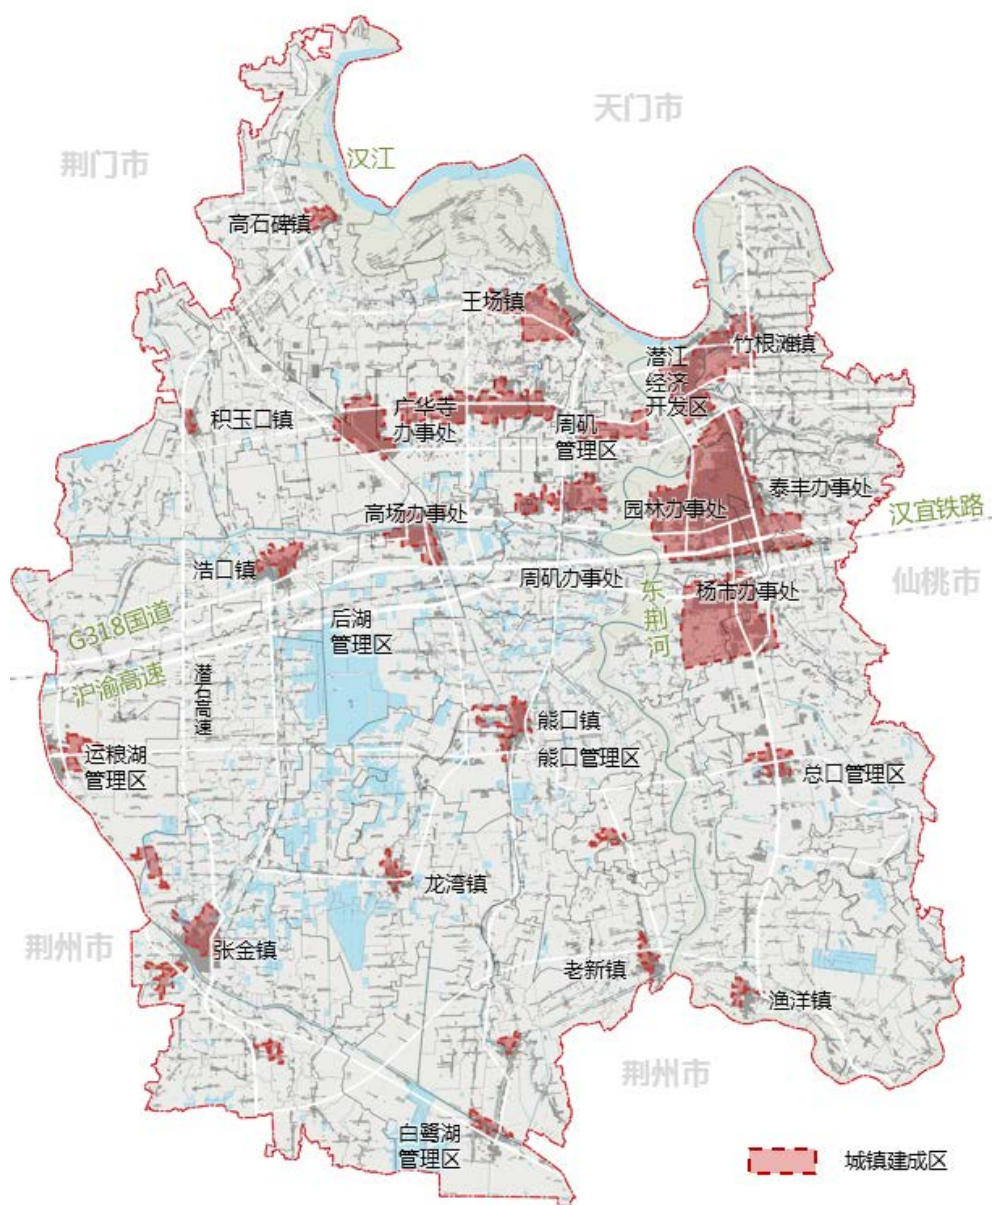 天门市
荆门市
汉江
高石碑镇
王场镇
竹根滩镇
潜江
经济
开发区
积玉口镇
广华寺
办事处
周矶
管理区
泰丰办事处
园林办事处
高场办事处
汉宜铁路
浩口镇
周矶办事处
杨市办事处
仙桃市
东荆河
后湖
管理区
G318国道
沪渝高速
潜石高速
熊口镇
熊口管理区
运粮湖
管理区
总口管理区
龙湾镇
荆州市
张金镇
老新镇
渔洋镇
荆州市
白鹭湖
管理区
城镇建成区